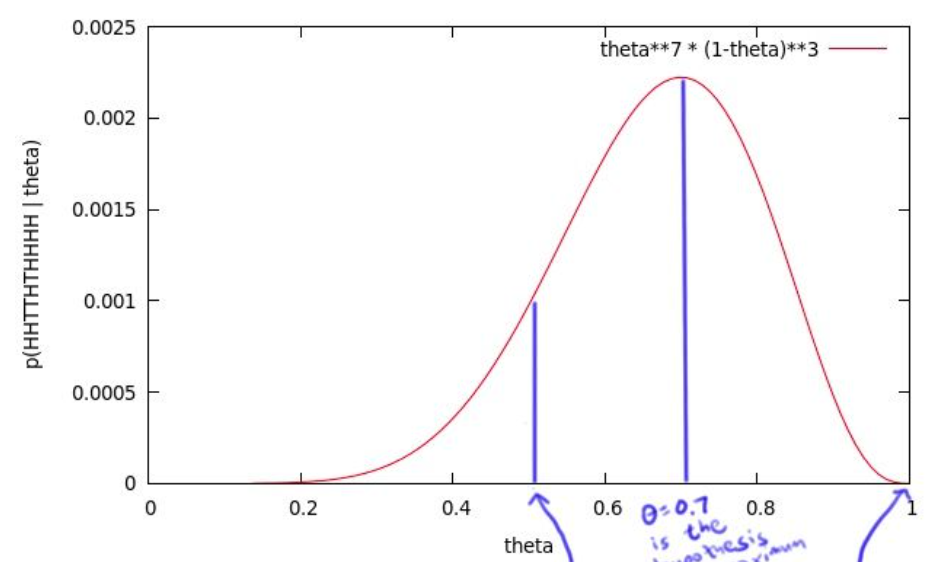 0.0025
theta**7 * (1-theta)**3
0.002
0.0015
0.001
0.0005
0
p(HHTTHTHHHH | theta)
0 0.2 0.4 0.6 0.8 1
theta
θ=0.7
is the